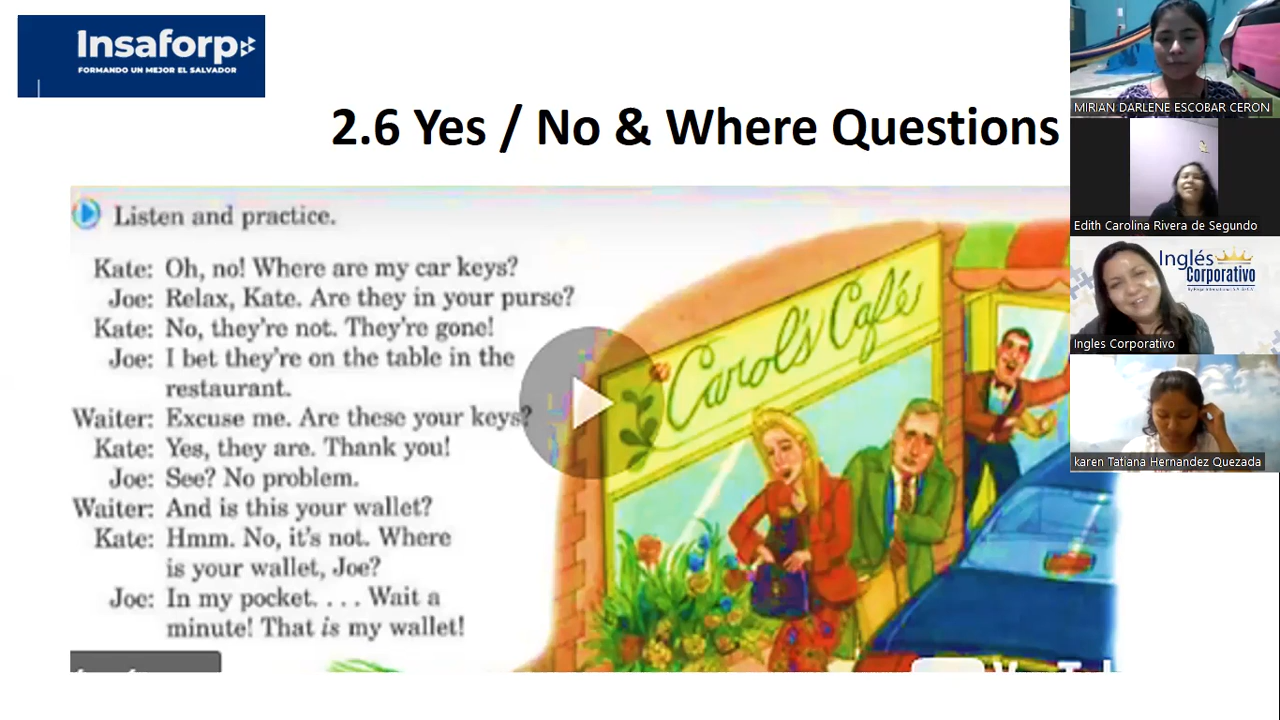 Insaforp
FORMANDO UN MEJOR EL SALVADOR
2.6 Yes / No & Where Questions
Listen and practice.
Kate: Oh, no! Where are my car keys?
Joe: Relax, Kate. Are they in your purse?
Kate: No, they're not. They're gone!
Joe: I bet they're on the table in the
restaurant.
Waiter: Excuse me. Are these your keys?
Kate: Yes, they are. Thank you!
Joe: See? No problem.
Waiter: And is this your wallet?
Kate: Hmm. No, it's not. Where
is your wallet, Joe?
Joe: In my pocket. . . . Wait a
minute! That is my wallet!
Carol's Café
MIRIAN DARLENE ESCOBAR CERON
Edith Carolina Rivera de Segundo
Inglés
Corporativo
Ingles Corporativo
karen Tatiana Hernandez Quezada